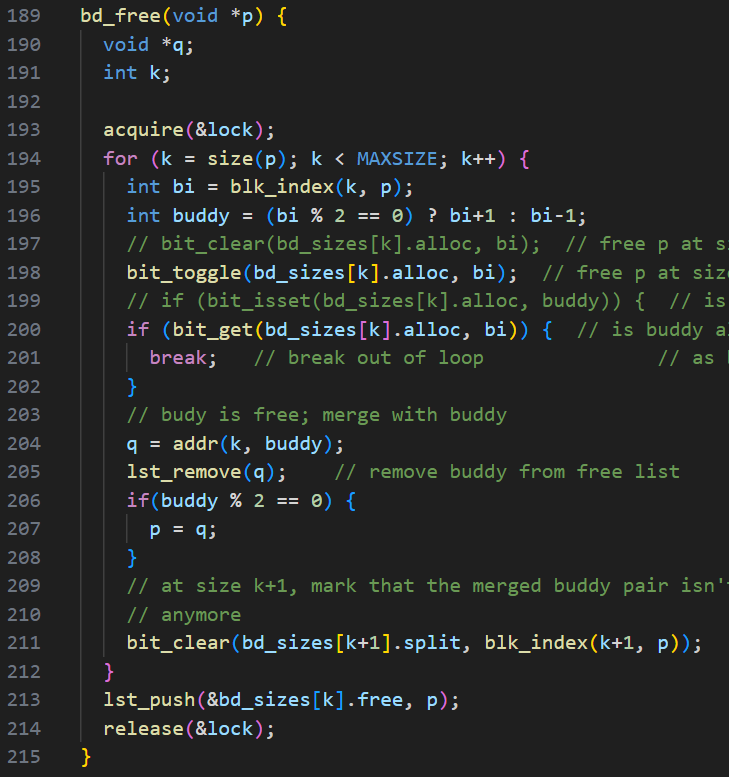 189 bd_free(void *p) {
190   void *q;
191   int k;
192
193   acquire(&lock);
194   for (k = size(p); k < MAXSIZE; k++) {
195     int bi = blk_index(k, p);
196     int buddy = (bi % 2 == 0) ? bi+1 : bi-1;
197     // bit_clear(bd_sizes[k].alloc, bi);  // free p at s
198     bit_toggle(bd_sizes[k].alloc, bi);  // free p at size
199     // if (bit_isset(bd_sizes[k].alloc, buddy)) {  // is
200     if (bit_get(bd_sizes[k].alloc, bi)) {  // is buddy a
201       break;   // break out of loop               // as
202     }
203     // budy is free; merge with buddy
204     q = addr(k, buddy);
205     lst_remove(q);    // remove buddy from free list
206     if(buddy % 2 == 0) {
207       p = q;
208     }
209     // at size k+1, mark that the merged buddy pair isn'
210     // anymore
211     bit_clear(bd_sizes[k+1].split, blk_index(k+1, p));
212   }
213   lst_push(&bd_sizes[k].free, p);
214   release(&lock);
215 }